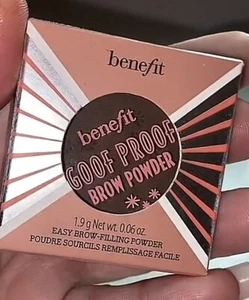 benefit
benefit
GOOF PROOF
BROW POWDER
1.9 g Net wt. 0.06 oz.
EASY BROW-FILLING POWDER
POUDRE SOURCILS REMPLISSAGE FACILE